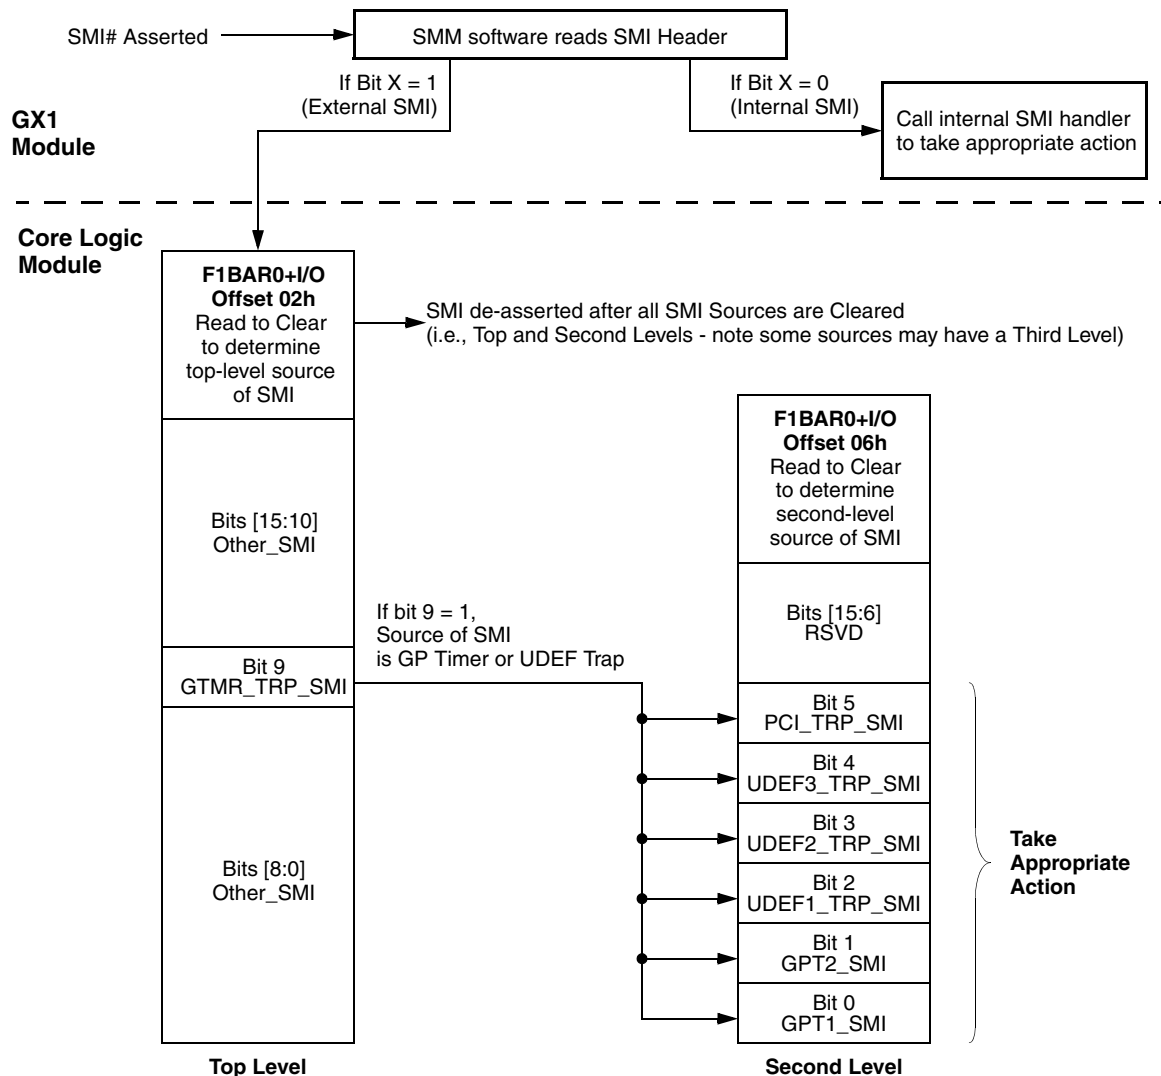 SMI# Asserted
SMM software reads SMI Header
If Bit X = 1
(External SMI)
If Bit X = 0
(Internal SMI)
GX1
Module
Call internal SMI handler
to take appropriate action
Core Logic
Module
F1BAR0+I/O
Offset 02h
Read to Clear
to determine
top-level source
of SMI
SMI de-asserted after all SMI Sources are Cleared
(i.e., Top and Second Levels - note some sources may have a Third Level)
F1BAR0+I/O
Offset 06h
Read to Clear
to determine
second-level
source of SMI
Bits [15:10]
Other_SMI
If bit 9 = 1,
Source of SMI
is GP Timer or UDEF Trap
Bits [15:6]
RSVD
Bit 9
GTMR_TRP_SMI
Bit 5
PCI_TRP_SMI
Bit 4
UDEF3_TRP_SMI
Bit 3
UDEF2_TRP_SMI
Bits [8:0]
Other_SMI
Take
Appropriate
Action
Bit 2
UDEF1_TRP_SMI
Bit 1
GPT2_SMI
Bit 0
GPT1_SMI
Top Level
Second Level